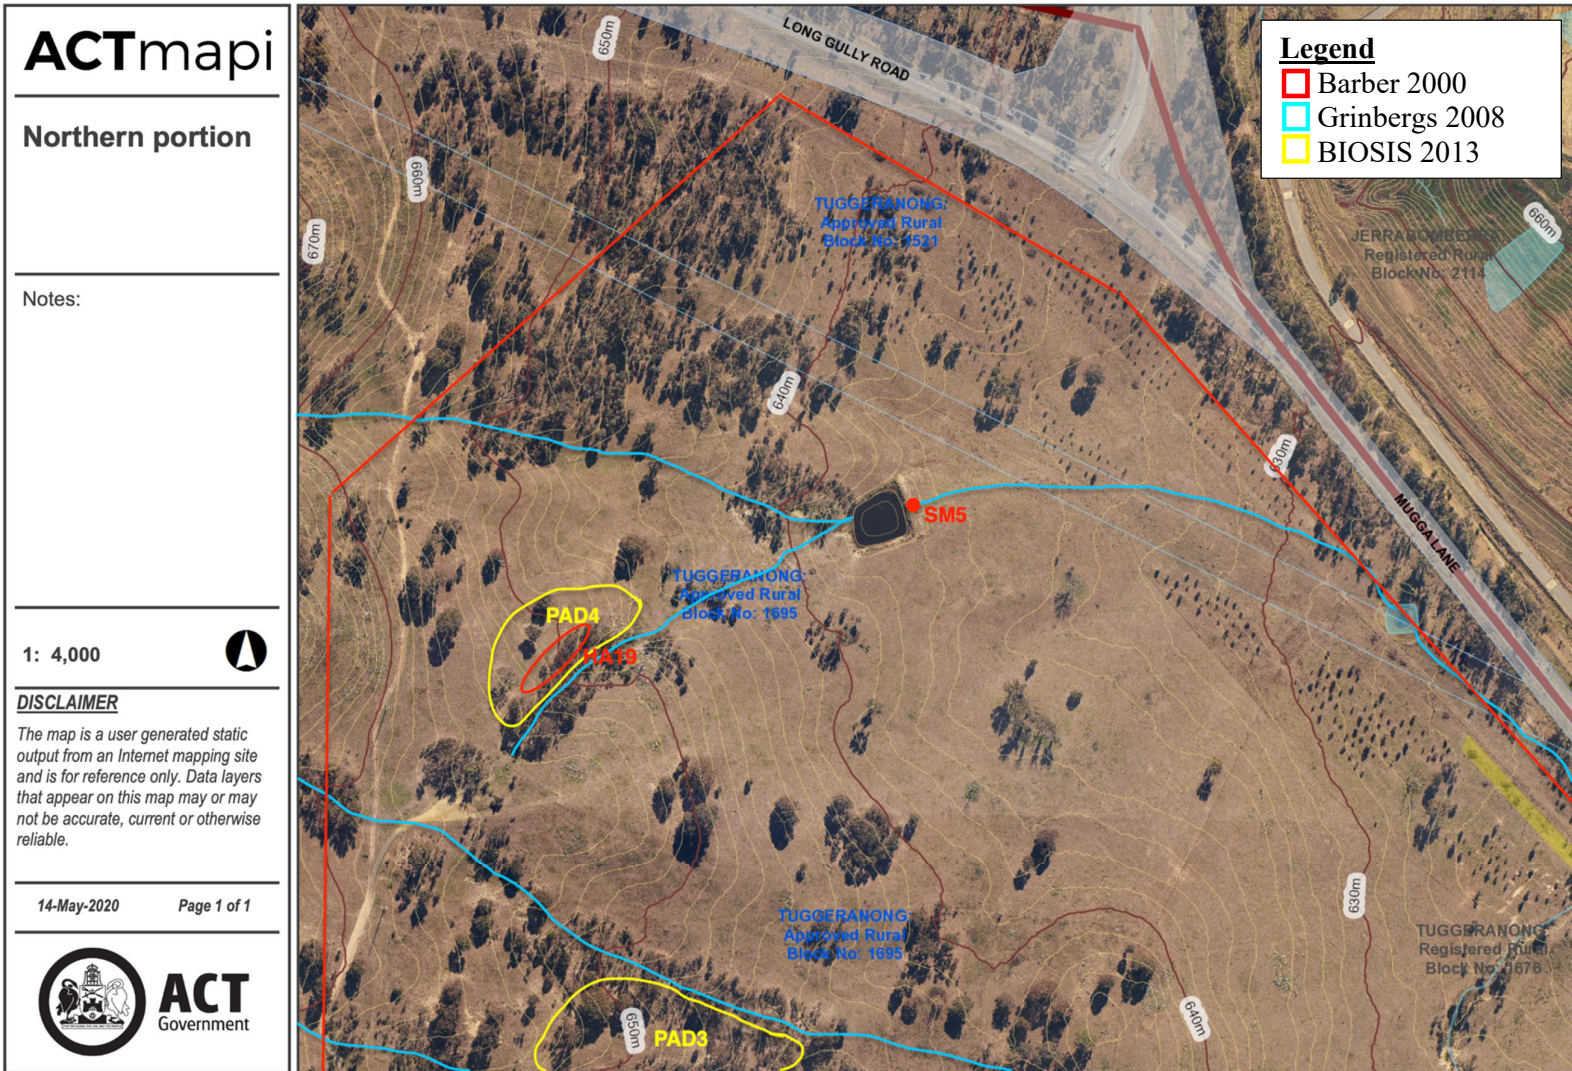 ACTmapi
Northern portion
Notes:
1: 4,000
DISCLAIMER
The map is a user generated static
output from an Internet mapping site
and is for reference only. Data layers
that appear on this map may or may
not be accurate, current or otherwise
reliable.
14-May-2020 Page 1 of 1
ACT
Government
Legend
Barber 2000
Grinbergs 2008
BIOSIS 2013
LONG GULLY ROAD
650m
660m
670m
TUGGERANONG:
Approved Rural
Block No: 1521
JERRABOMBERRA:
Registered Rural
Block No: 2114
660m
640m
630m
MUGGA LANE
SM5
TUGGERANONG:
Approved Rural
Block No: 1695
PAD4
HA19
TUGGERANONG:
Approved Rural
Block No: 1695
630m
TUGGERANONG:
Registered Rural
Block No: 1676
640m
650m
PAD3